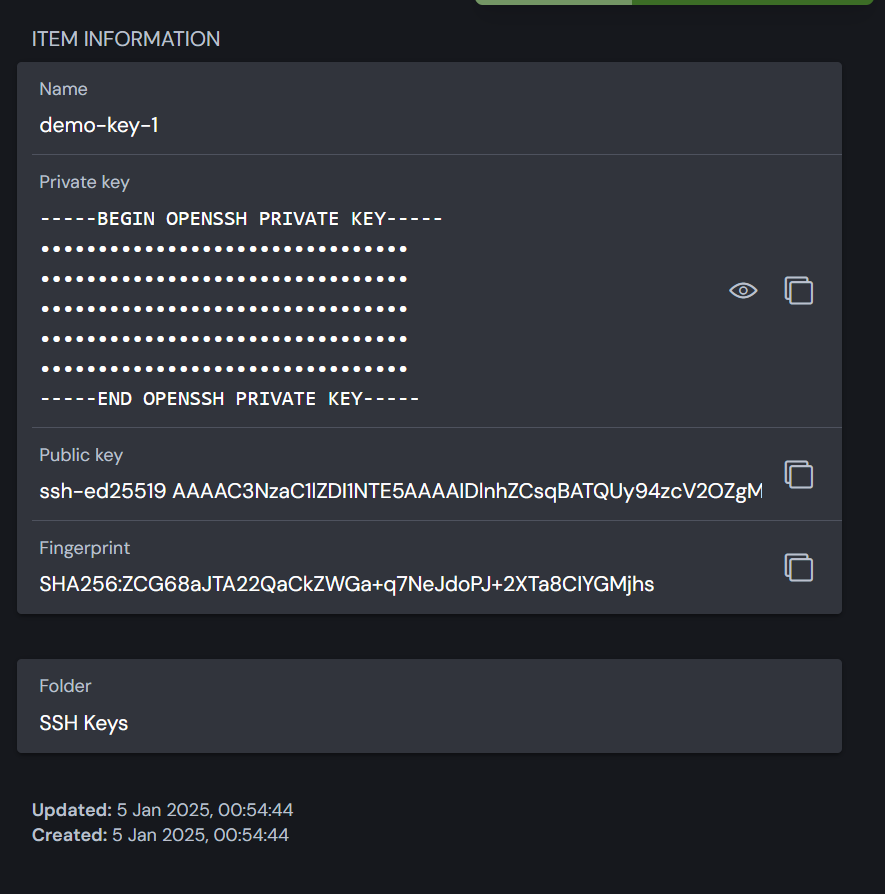 ITEM INFORMATION
Name
demo-key-1
Private key
-----BEGIN OPENSSH PRIVATE KEY-----
••••••••••••••••••••••••••••••••
••••••••••••••••••••••••••••••••
••••••••••••••••••••••••••••••••
••••••••••••••••••••••••••••••••
••••••••••••••••••••••••••••••••
-----END OPENSSH PRIVATE KEY-----
Public key
ssh-ed25519 AAAAC3NzaC1lZDI1NTE5AAAAIDlnhZCsqBATQUy94zcV2OZgM
Fingerprint
SHA256:ZCG68aJTA22QaCkZWGa+q7NeJdoPJ+2XTa8CIYGMjhs
Folder
SSH Keys
Updated: 5 Jan 2025, 00:54:44
Created: 5 Jan 2025, 00:54:44